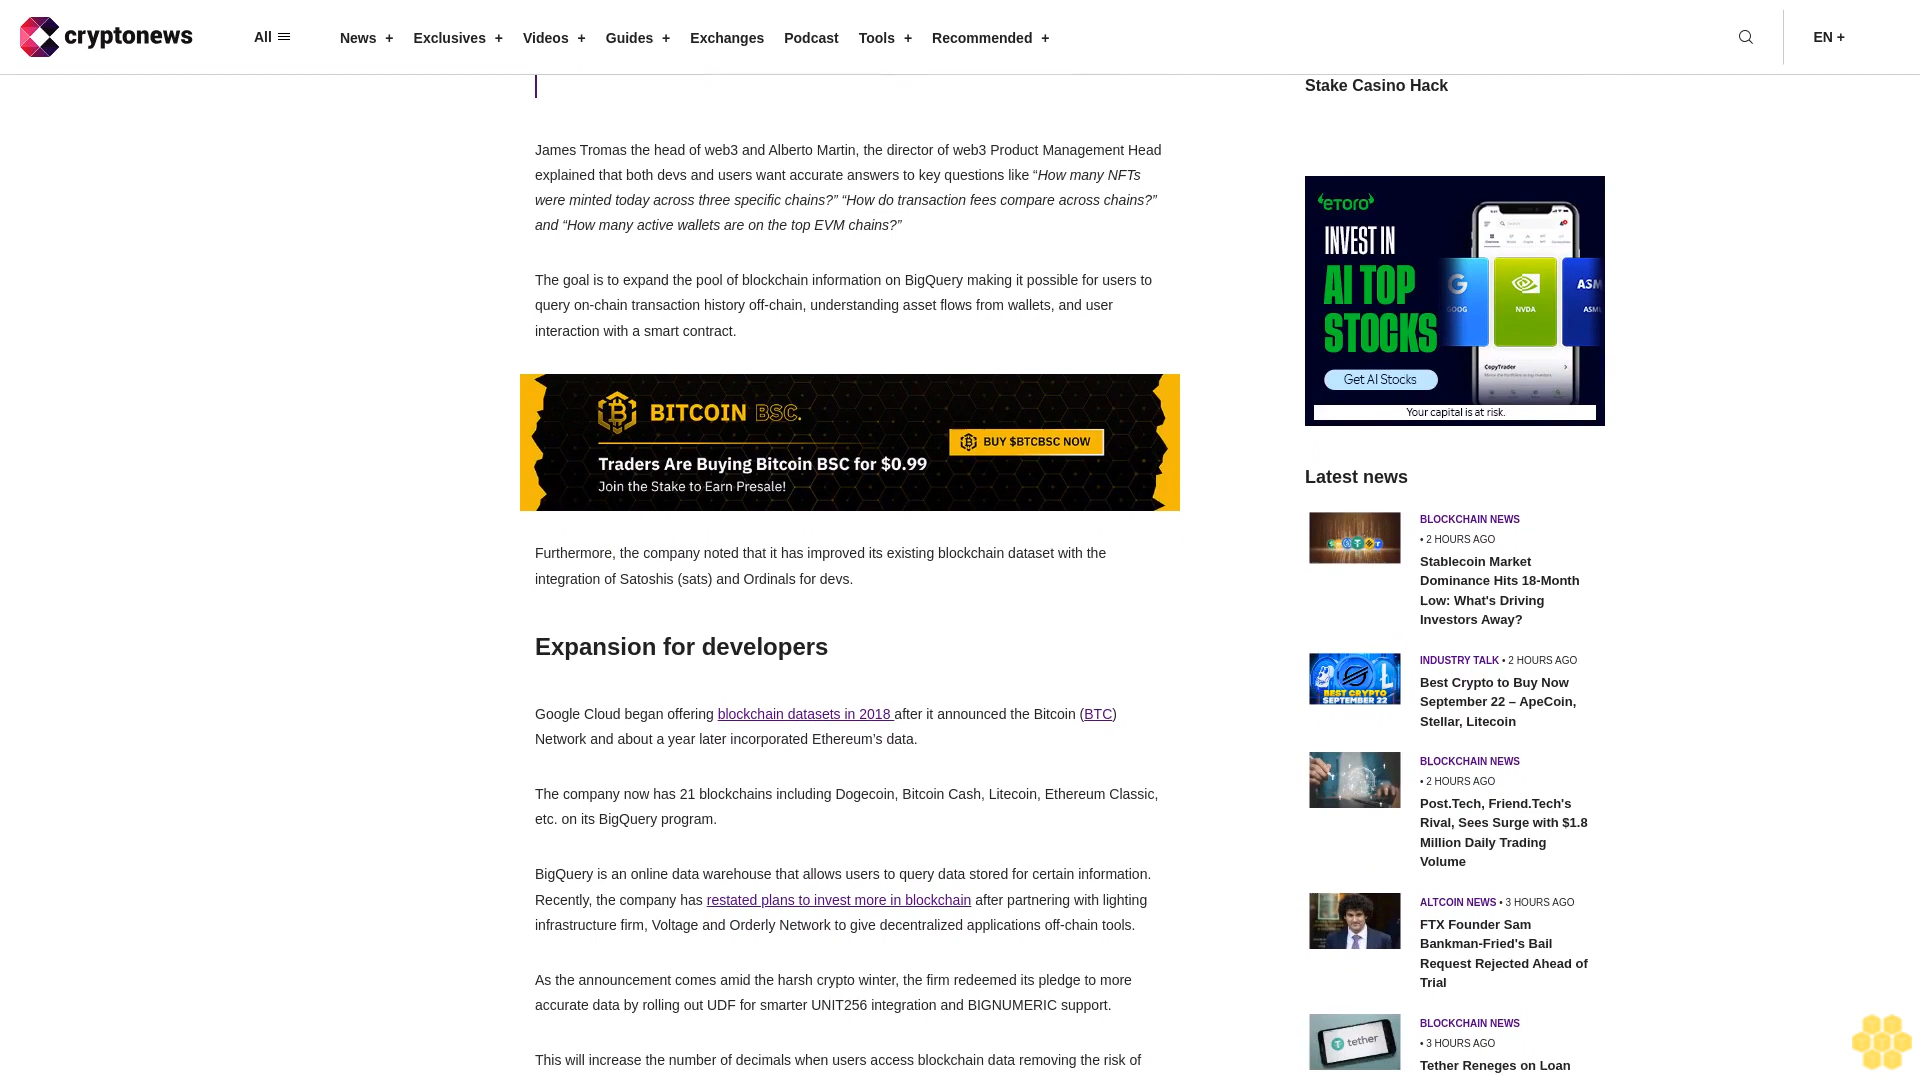 cryptonews
All
News +
Exclusives +
Videos +
Guides +
Exchanges
Podcast
Tools +
Recommended +
EN +
James Tromas the head of web3 and Alberto Martin, the director of web3 Product Management Head
explained that both devs and users want accurate answers to key questions like “How many NFTs
were minted today across three specific chains?” “How do transaction fees compare across chains?”
and “How many active wallets are on the top EVM chains?”
The goal is to expand the pool of blockchain information on BigQuery making it possible for users to
query on-chain transaction history off-chain, understanding asset flows from wallets, and user
interaction with a smart contract.
BITCOIN BSC.
Traders Are Buying Bitcoin BSC for $0.99
Join the Stake to Earn Presale!
BUY $BTCBSC NOW
Furthermore, the company noted that it has improved its existing blockchain dataset with the
integration of Satoshis (sats) and Ordinals for devs.
Expansion for developers
Google Cloud began offering blockchain datasets in 2018 after it announced the Bitcoin (BTC)
Network and about a year later incorporated Ethereum’s data.
The company now has 21 blockchains including Dogecoin, Bitcoin Cash, Litecoin, Ethereum Classic,
etc. on its BigQuery program.
BigQuery is an online data warehouse that allows users to query data stored for certain information.
Recently, the company has restated plans to invest more in blockchain after partnering with lighting
infrastructure firm, Voltage and Orderly Network to give decentralized applications off-chain tools.
As the announcement comes amid the harsh crypto winter, the firm redeemed its pledge to more
accurate data by rolling out UDF for smarter UNIT256 integration and BIGNUMERIC support.
This will increase the number of decimals when users access blockchain data removing the risk of
Stake Casino Hack
eToro
INVEST IN
AI TOP
STOCKS
Get AI Stocks
GOOG
NVDA
ASM
ASML
CopyTrader
Your capital is at risk.
Latest news
BLOCKCHAIN NEWS
• 2 HOURS AGO
Stablecoin Market
Dominance Hits 18-Month
Low: What's Driving
Investors Away?
BEST CRYPTO
SEPTEMBER 22
INDUSTRY TALK • 2 HOURS AGO
Best Crypto to Buy Now
September 22 – ApeCoin,
Stellar, Litecoin
BLOCKCHAIN NEWS
• 2 HOURS AGO
Post.Tech, Friend.Tech's
Rival, Sees Surge with $1.8
Million Daily Trading
Volume
ALTCOIN NEWS • 3 HOURS AGO
FTX Founder Sam
Bankman-Fried's Bail
Request Rejected Ahead of
Trial
tether
BLOCKCHAIN NEWS
• 3 HOURS AGO
Tether Reneges on Loan